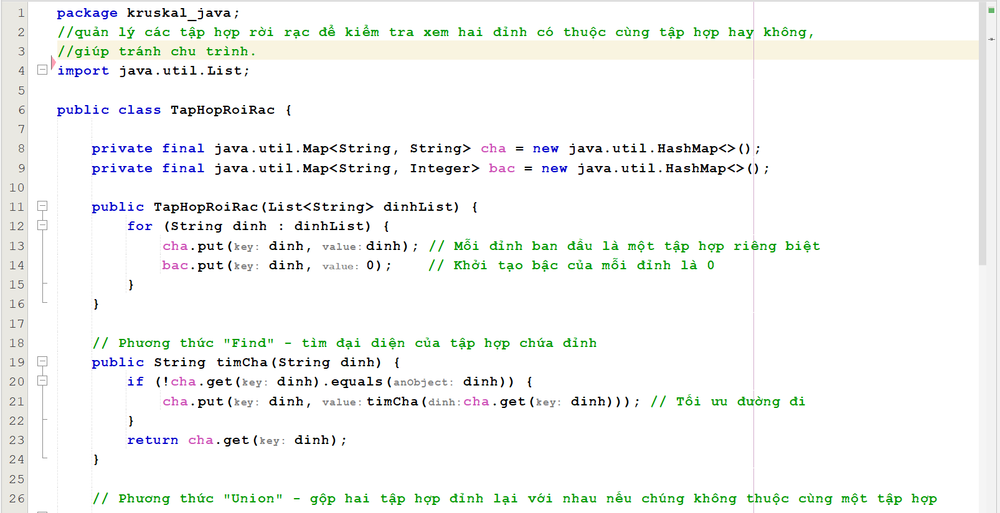 1 package kruskal_java;
2 //quản lý các tập hợp rời rạc để kiểm tra xem hai đỉnh có thuộc cùng tập hợp hay không,
3 //giúp tránh chu trình.
4 import java.util.List;
5
6 public class TapHopRoiRac {
7
8 private final java.util.Map<String, String> cha = new java.util.HashMap<>();
9 private final java.util.Map<String, Integer> bac = new java.util.HashMap<>();
10
11 public TapHopRoiRac(List<String> dinhList) {
12 for (String dinh : dinhList) {
13 cha.put(key: dinh, value: dinh); // Mỗi đỉnh ban đầu là một tập hợp riêng biệt
14 bac.put(key: dinh, value: 0); // Khởi tạo bậc của mỗi đỉnh là 0
15 }
16 }
17
18 // Phương thức "Find" - tìm đại diện của tập hợp chứa đỉnh
19 public String timCha(String dinh) {
20 if (!cha.get(key: dinh).equals(anObject: dinh)) {
21 cha.put(key: dinh, value: timCha(dinh: cha.get(key: dinh))); // Tối ưu đường đi
22 }
23 return cha.get(key: dinh);
24 }
25
26 // Phương thức "Union" - gộp hai tập hợp đỉnh lại với nhau nếu chúng không thuộc cùng một tập hợp